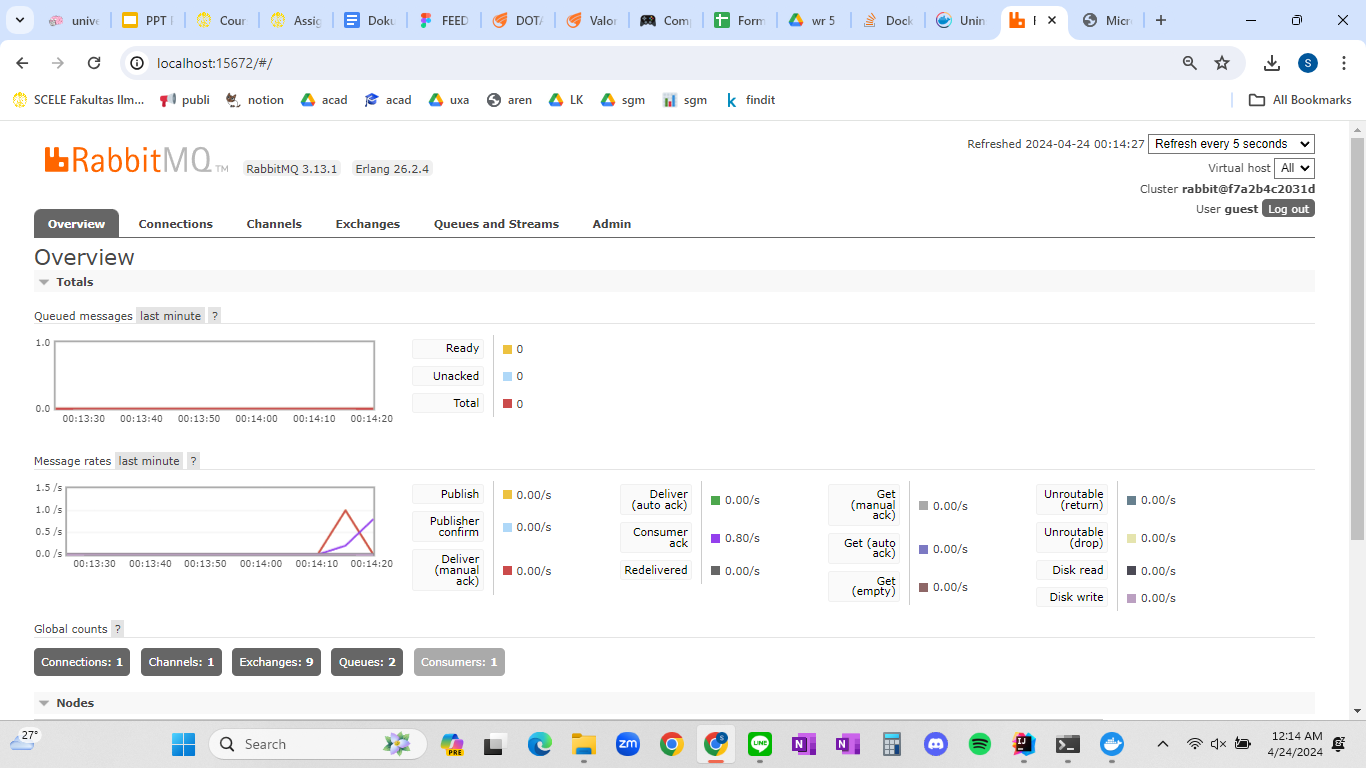 unive
PPT
Cour
Assig
Doku
FEED
DOTA
Valor
Com
Form
wr 5
Dock
Unin
Micr
localhost:15672/#/
S
SCELE Fakultas Ilm...
publi
notion
acad
acad
uxa
aren
LK
sgm
sgm
findit
All Bookmarks
RabbitMQ TM
RabbitMQ 3.13.1
Erlang 26.2.4
Refreshed 2024-04-24 00:14:27
Refresh every 5 seconds
Virtual host All
Cluster rabbit@f7a2b4c2031d
User guest Log out
Overview
Connections
Channels
Exchanges
Queues and Streams
Admin
Overview
Totals
Queued messages last minute ?
1.0
0.0
00:13:30 00:13:40 00:13:50 00:14:00 00:14:10 00:14:20
Ready 0
Unacked 0
Total 0
Message rates last minute ?
1.5 /s
1.0 /s
0.5 /s
0.0 /s
00:13:30 00:13:40 00:13:50 00:14:00 00:14:10 00:14:20
Publish 0.00/s
Publisher
confirm 0.00/s
Deliver
(manual
ack) 0.00/s
Deliver
(auto ack) 0.00/s
Consumer
ack 0.80/s
Redelivered 0.00/s
Get
(manual
ack) 0.00/s
Get (auto
ack) 0.00/s
Get
(empty) 0.00/s
Unroutable
(return) 0.00/s
Unroutable
(drop) 0.00/s
Disk read 0.00/s
Disk write 0.00/s
Global counts ?
Connections: 1
Channels: 1
Exchanges: 9
Queues: 2
Consumers: 1
Nodes
27°
Search
PRE
zm
S
LINE
N
N
IJ
12:14 AM
4/24/2024